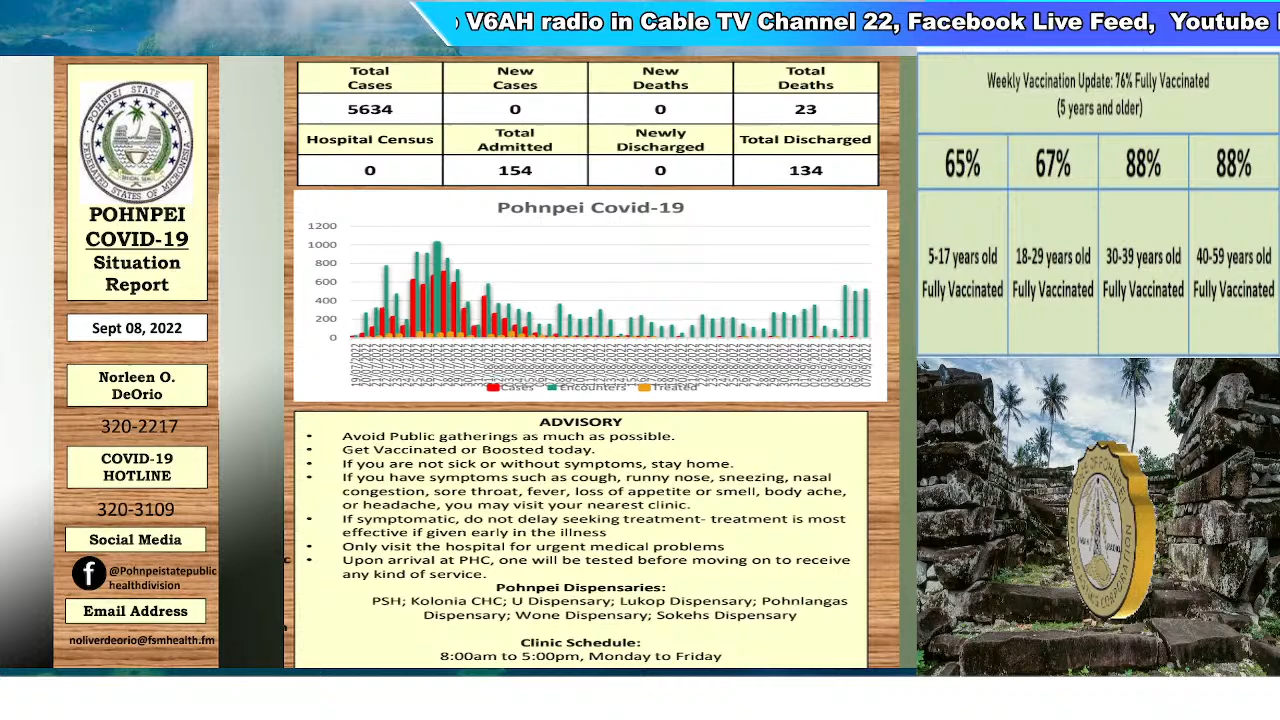 V6AH radio in Cable TV Channel 22, Facebook Live Feed, Youtube
POHNPEI STATE SEAL
FEDERATED STATES OF MICRONESIA
POHNPEI
COVID-19
Situation
Report
Sept 08, 2022
Norleen O.
DeOrio
320-2217
COVID-19
HOTLINE
320-3109
Social Media
@Pohnpeistatepublic
healthdivision
Email Address
noliverdeorio@fsmhealth.fm
Total Cases New Cases New Deaths Total Deaths
5634 0 0 23
Hospital Census Total Admitted Newly Discharged Total Discharged
0 154 0 134
Pohnpei Covid-19
1200
1000
800
600
400
200
0
Cases Encounters Treated
ADVISORY
• Avoid Public gatherings as much as possible.
• Get Vaccinated or Boosted today.
• If you are not sick or without symptoms, stay home.
• If you have symptoms such as cough, runny nose, sneezing, nasal
congestion, sore throat, fever, loss of appetite or smell, body ache,
or headache, you may visit your nearest clinic.
• If symptomatic, do not delay seeking treatment- treatment is most
effective if given early in the illness
• Only visit the hospital for urgent medical problems
• Upon arrival at PHC, one will be tested before moving on to receive
any kind of service.
Pohnpei Dispensaries:
PSH; Kolonia CHC; U Dispensary; Lukop Dispensary; Pohnlangas
Dispensary; Wone Dispensary; Sokehs Dispensary
Clinic Schedule:
8:00am to 5:00pm, Monday to Friday
Weekly Vaccination Update: 76% Fully Vaccinated
(5 years and older)
65% 67% 88% 88%
5-17 years old 18-29 years old 30-39 years old 40-59 years old
Fully Vaccinated Fully Vaccinated Fully Vaccinated Fully Vaccinated